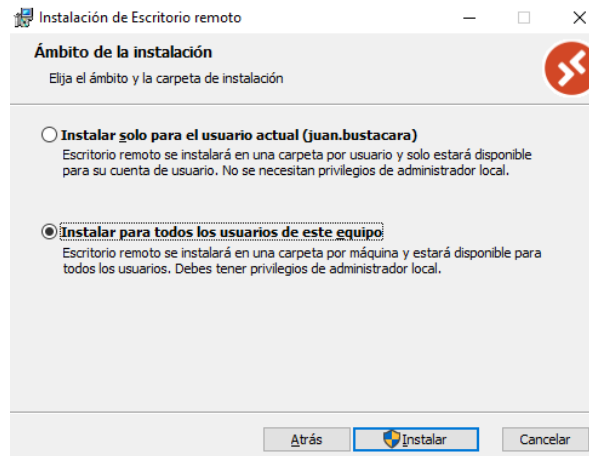 Instalación de Escritorio remoto
Ámbito de la instalación
Elija el ámbito y la carpeta de instalación
Instalar solo para el usuario actual (juan.bustacara)
Escritorio remoto se instalará en una carpeta por usuario y solo estará disponible
para su cuenta de usuario. No se necesitan privilegios de administrador local.
Instalar para todos los usuarios de este equipo
Escritorio remoto se instalará en una carpeta por máquina y estará disponible para
todos los usuarios. Debes tener privilegios de administrador local.
Atrás
Instalar
Cancelar